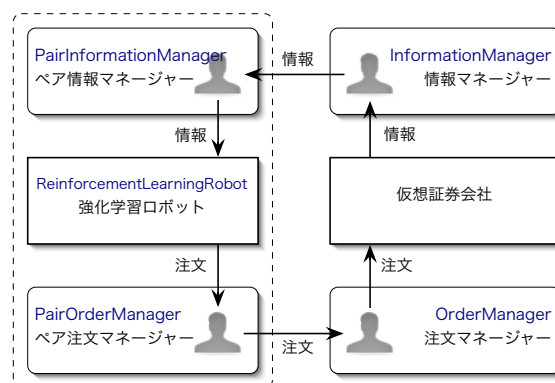 PairInformationManager
ペア情報マネージャー
情報
InformationManager
情報マネージャー
情報
情報
ReinforcementLearningRobot
強化学習ロボット
仮想証券会社
注文
注文
PairOrderManager
ペア注文マネージャー
注文
OrderManager
注文マネージャー